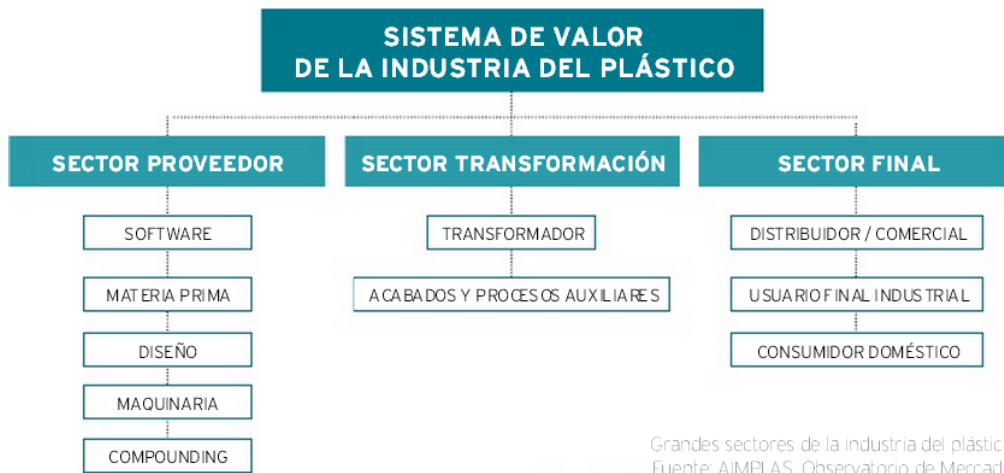 SISTEMA DE VALOR
DE LA INDUSTRIA DEL PLÁSTICO
SECTOR PROVEEDOR
SOFTWARE
MATERIA PRIMA
DISEÑO
MAQUINARIA
COMPOUNDING
SECTOR TRANSFORMACIÓN
TRANSFORMADOR
ACABADOS Y PROCESOS AUXILIARES
SECTOR FINAL
DISTRIBUIDOR / COMERCIAL
USUARIO FINAL INDUSTRIAL
CONSUMIDOR DOMÉSTICO
Grandes sectores de la industria del plástic
Fuente: AIMPLAS. Observatorio de Mercad